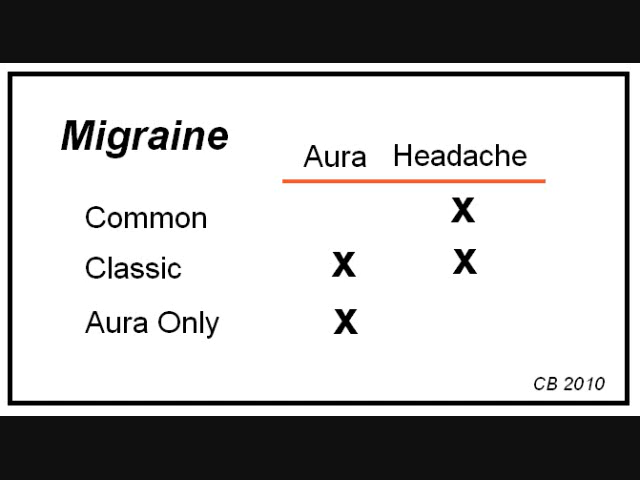 Migraine
Aura Headache
Common X
Classic X X
Aura Only X
CB 2010